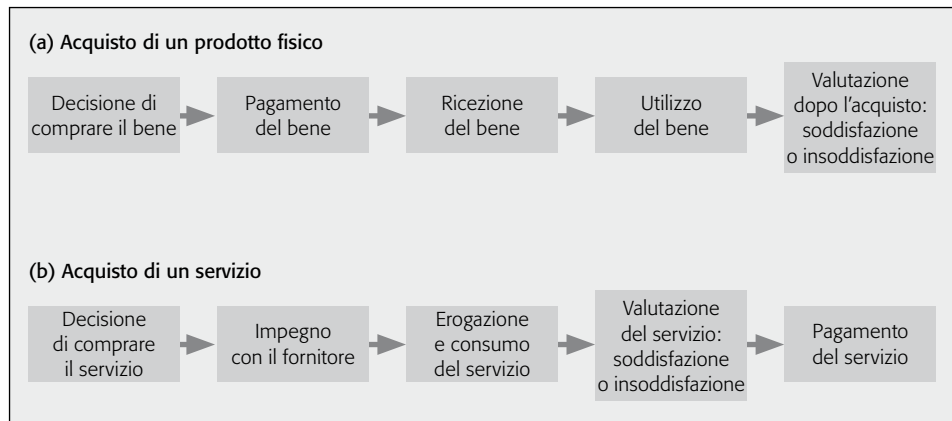 (a) Acquisto di un prodotto fisico
Decisione di
comprare il bene
Pagamento
del bene
Ricezione
del bene
Utilizzo
del bene
Valutazione
dopo l'acquisto:
soddisfazione
o insoddisfazione
(b) Acquisto di un servizio
Decisione
di comprare
il servizio
Impegno
con il fornitore
Erogazione
e consumo
del servizio
Valutazione
del servizio:
soddisfazione
o insoddisfazione
Pagamento
del servizio